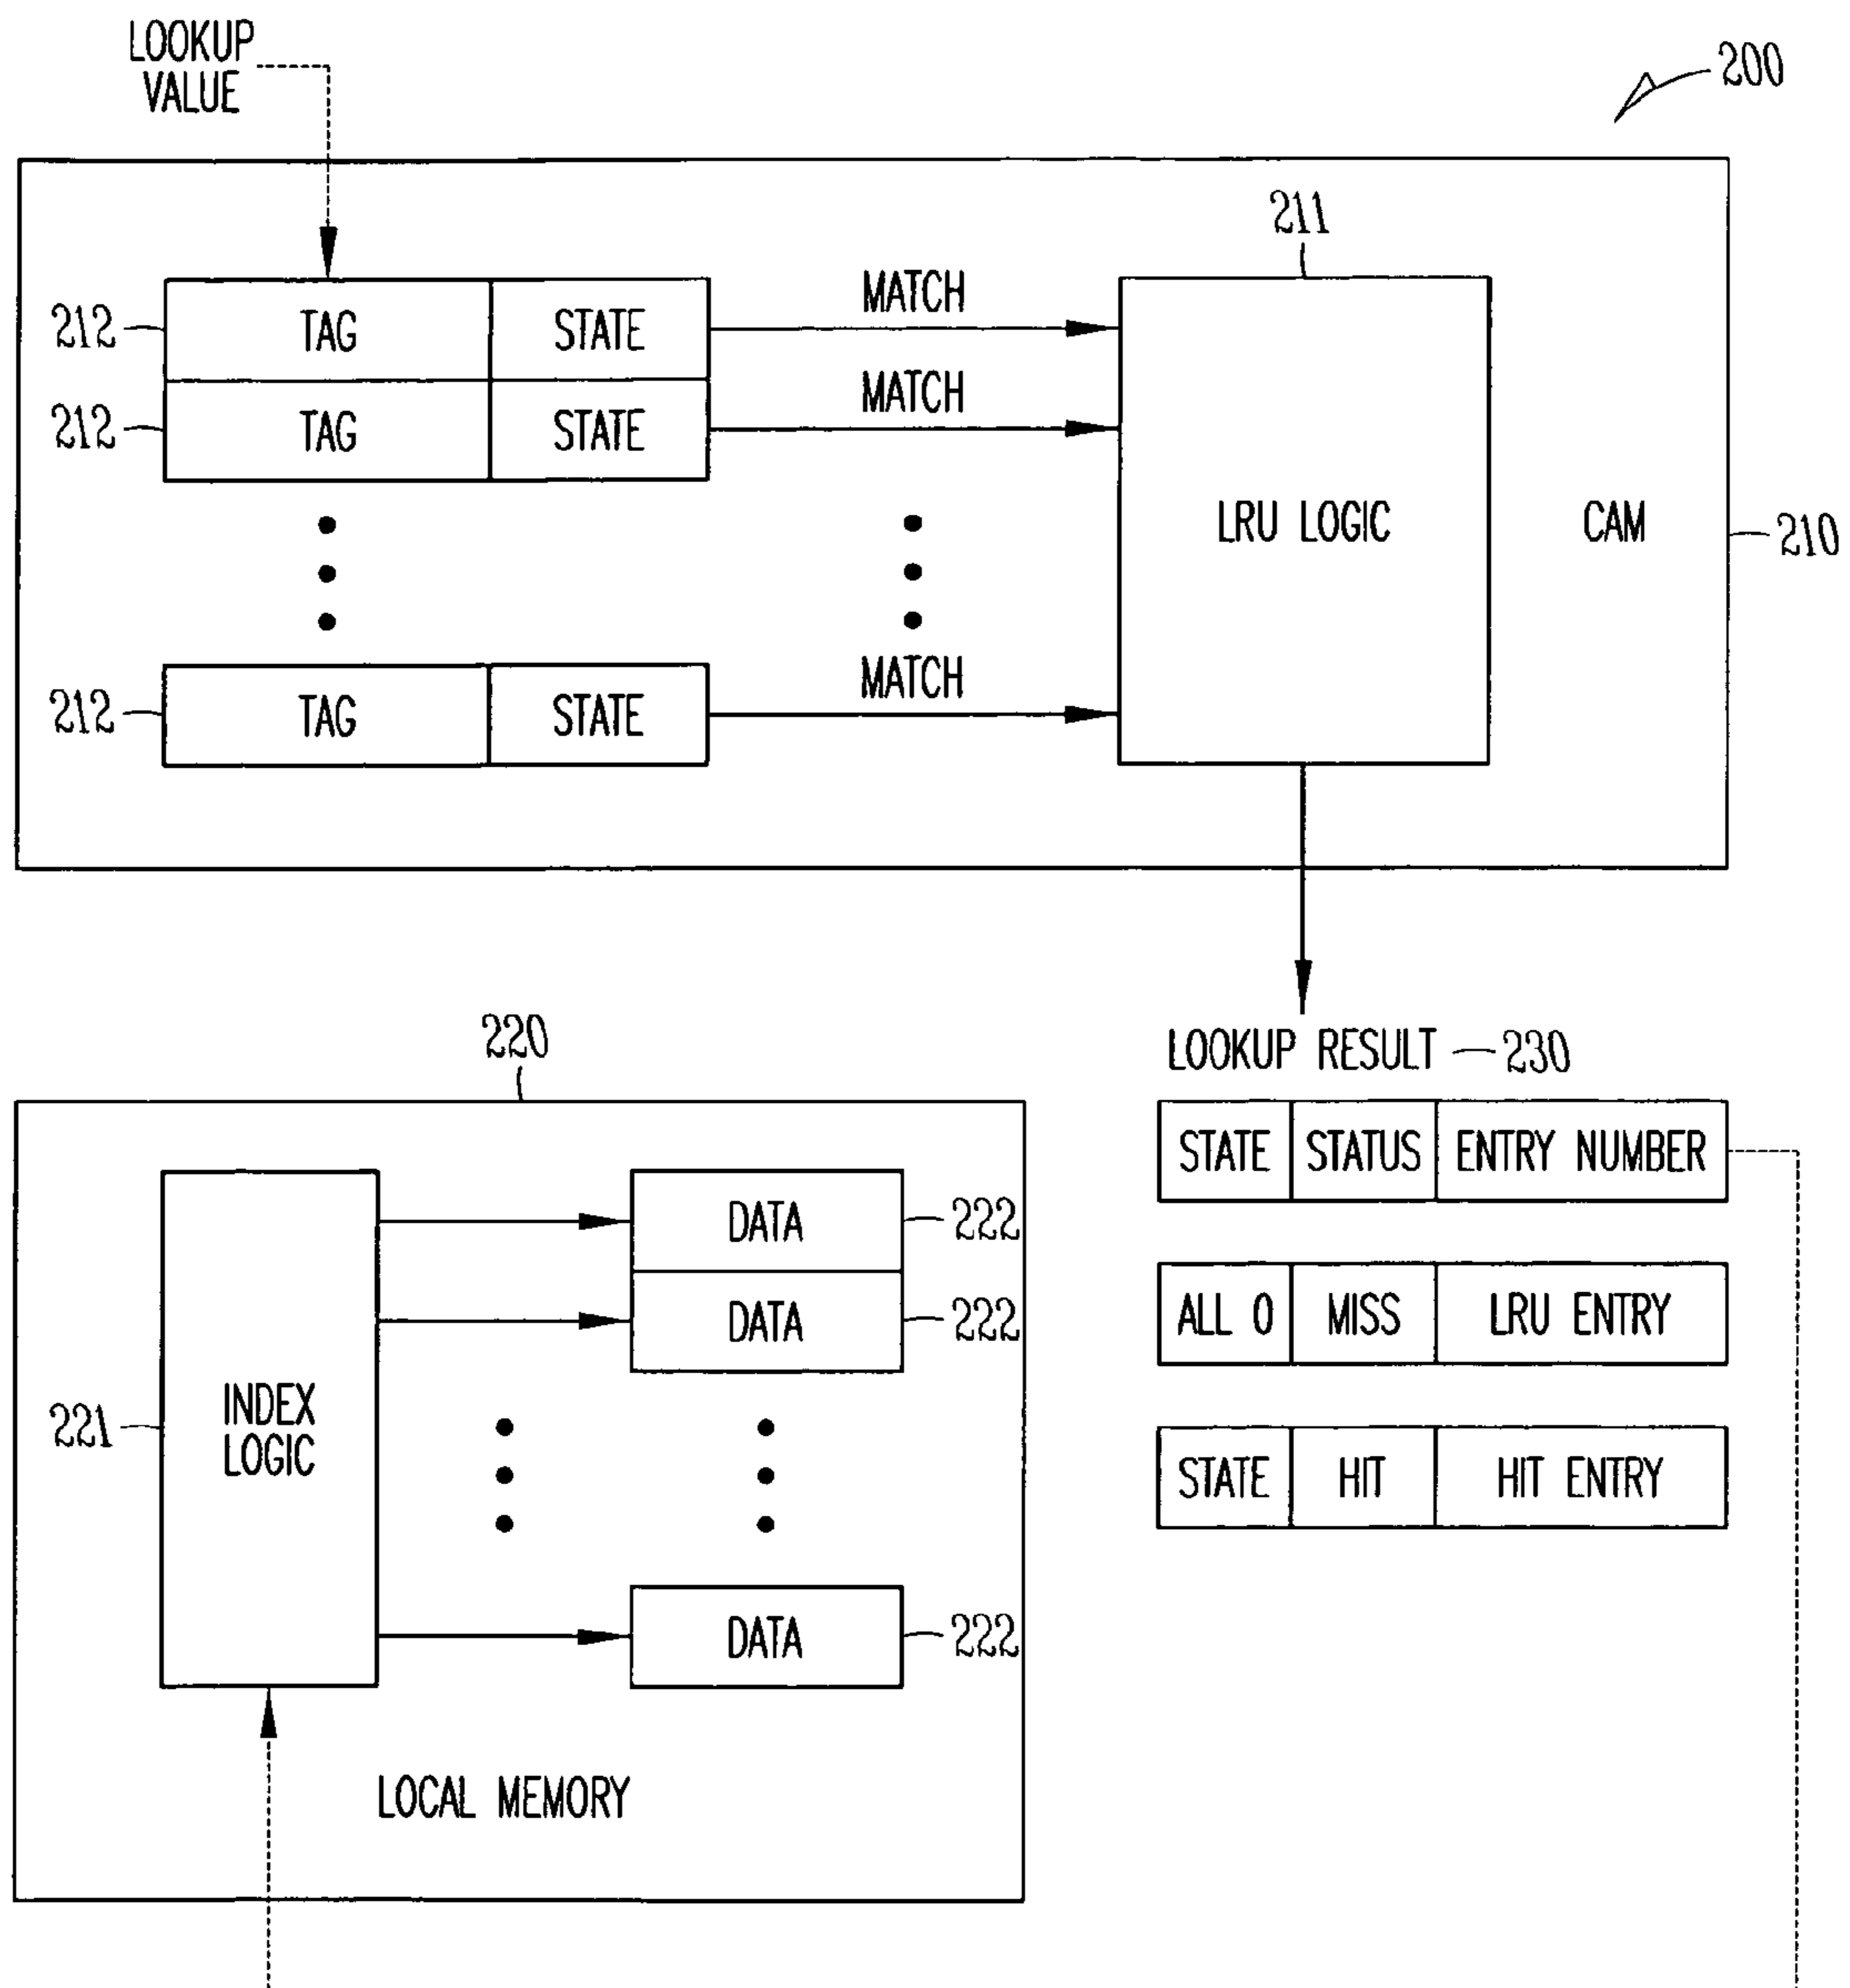 LOOKUP
VALUE
200
211
212
TAG
STATE
MATCH
212
TAG
STATE
MATCH
LRU LOGIC
CAM
210
212
TAG
STATE
MATCH
220
LOOKUP RESULT
230
STATE
STATUS
ENTRY NUMBER
DATA
222
DATA
222
ALL 0
MISS
LRU ENTRY
221
INDEX
LOGIC
STATE
HIT
HIT ENTRY
DATA
222
LOCAL MEMORY